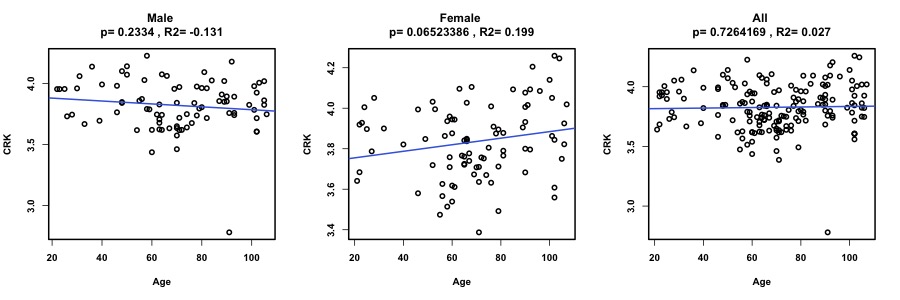 Male
p= 0.2334 , R2= -0.131
CRK
4.0
3.5
3.0
20 40 60 80 100
Age
Female
p= 0.06523386 , R2= 0.199
CRK
4.2
4.0
3.8
3.6
3.4
20 40 60 80 100
Age
All
p= 0.7264169 , R2= 0.027
CRK
4.0
3.5
3.0
20 40 60 80 100
Age